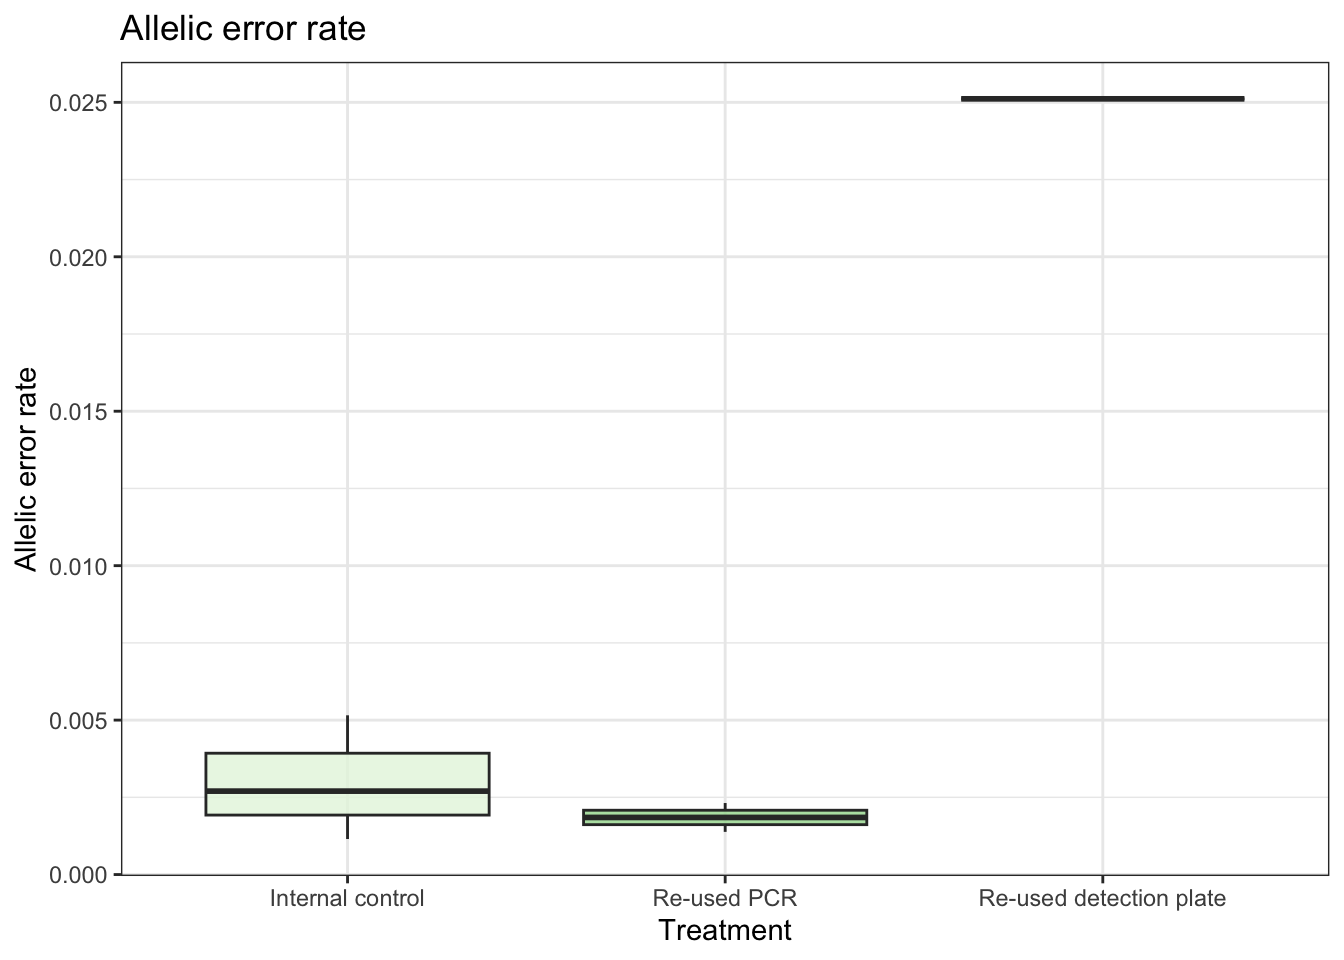 Allelic error rate
Allelic error rate
0.025
0.020
0.015
0.010
0.005
0.000
Internal control
Re-used PCR
Re-used detection plate
Treatment